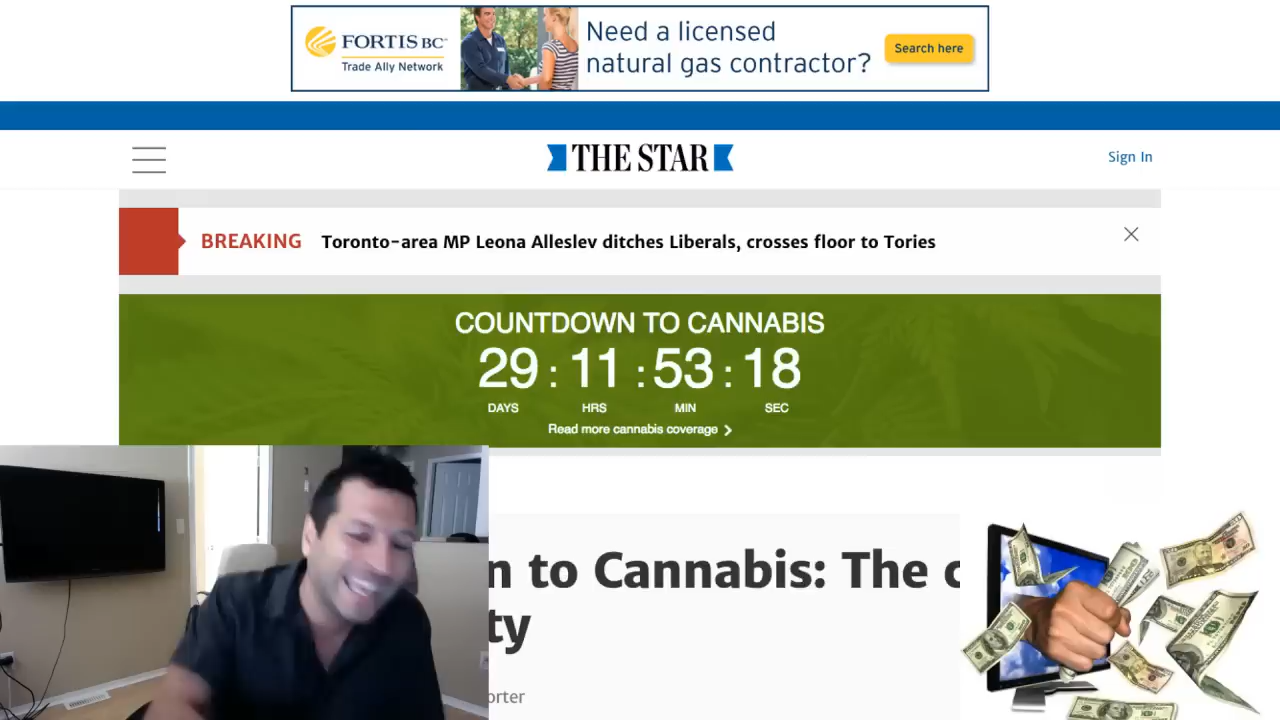 FORTIS BC
Trade Ally Network
Need a licensed
natural gas contractor?
Search here
THE STAR
Sign In
BREAKING
Toronto-area MP Leona Alleslev ditches Liberals, crosses floor to Tories
COUNTDOWN TO CANNABIS
29 : 11 : 53 : 18
DAYS HRS MIN SEC
Read more cannabis coverage
n to Cannabis: The c
ty
orter